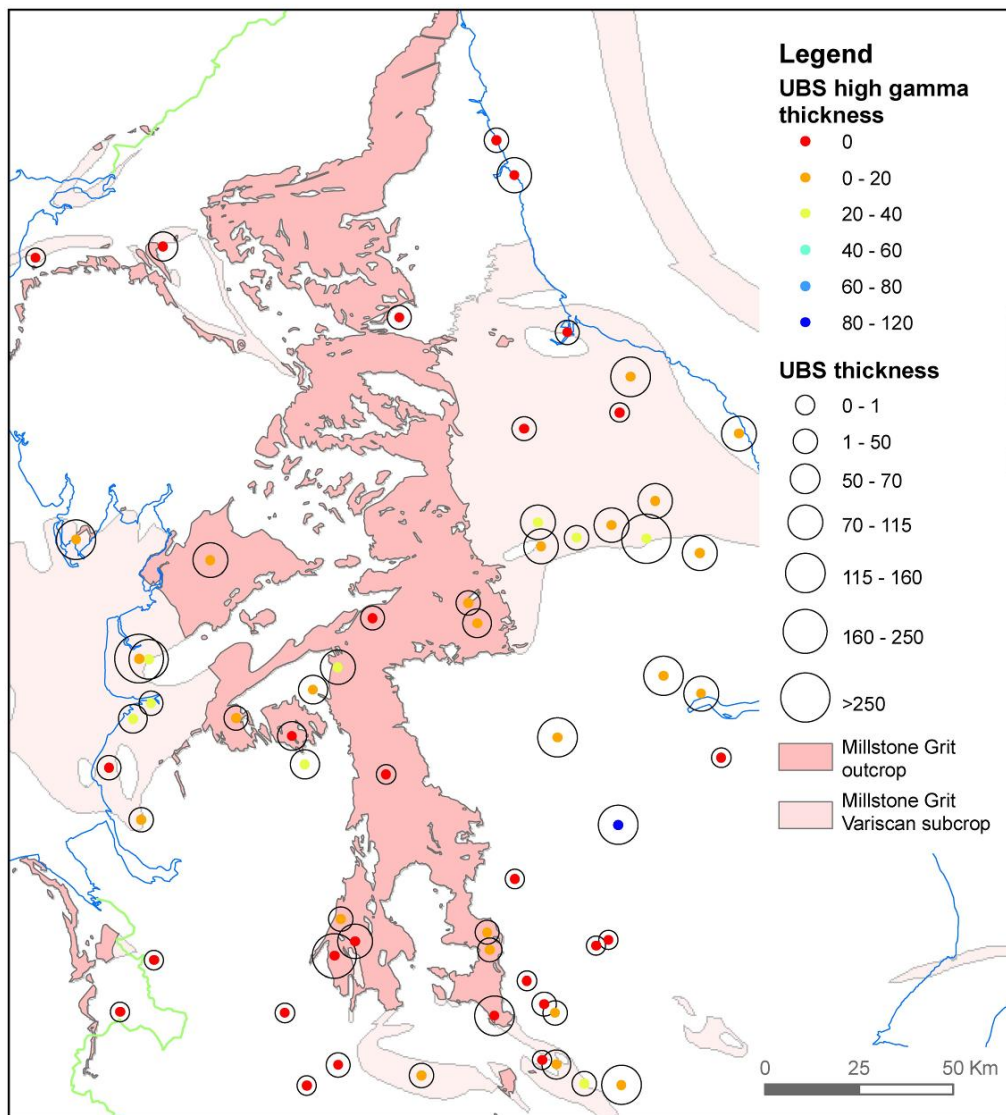 Legend
UBS high gamma
thickness
0
0 - 20
20 - 40
40 - 60
60 - 80
80 - 120
UBS thickness
0 - 1
1 - 50
50 - 70
70 - 115
115 - 160
160 - 250
>250
Millstone Grit
outcrop
Millstone Grit
Variscan subcrop
0 25 50 Km